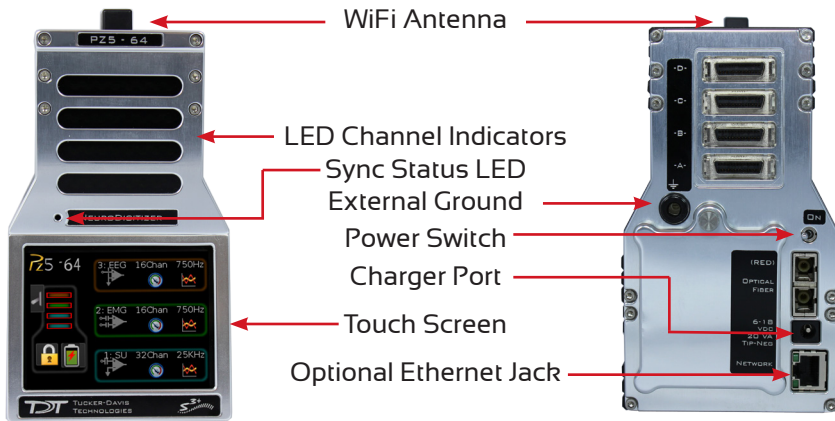 WiFi Antenna
PZ5 - 64
LED Channel Indicators
Sync Status LED
External Ground
Power Switch
Charger Port
Touch Screen
Optional Ethernet Jack
NeuroDigitizer
PZ5 -64
3: EEG 16Chan 750Hz
2: EMG 16Chan 750Hz
1: SU 32Chan 25KHz
TDT
Tucker-Davis
Technologies
S3+
-D-
-C-
-B-
-A-
On
(Red)
Optical
Fiber
6-18
VDC
20 VA
Tip-Neg
Network